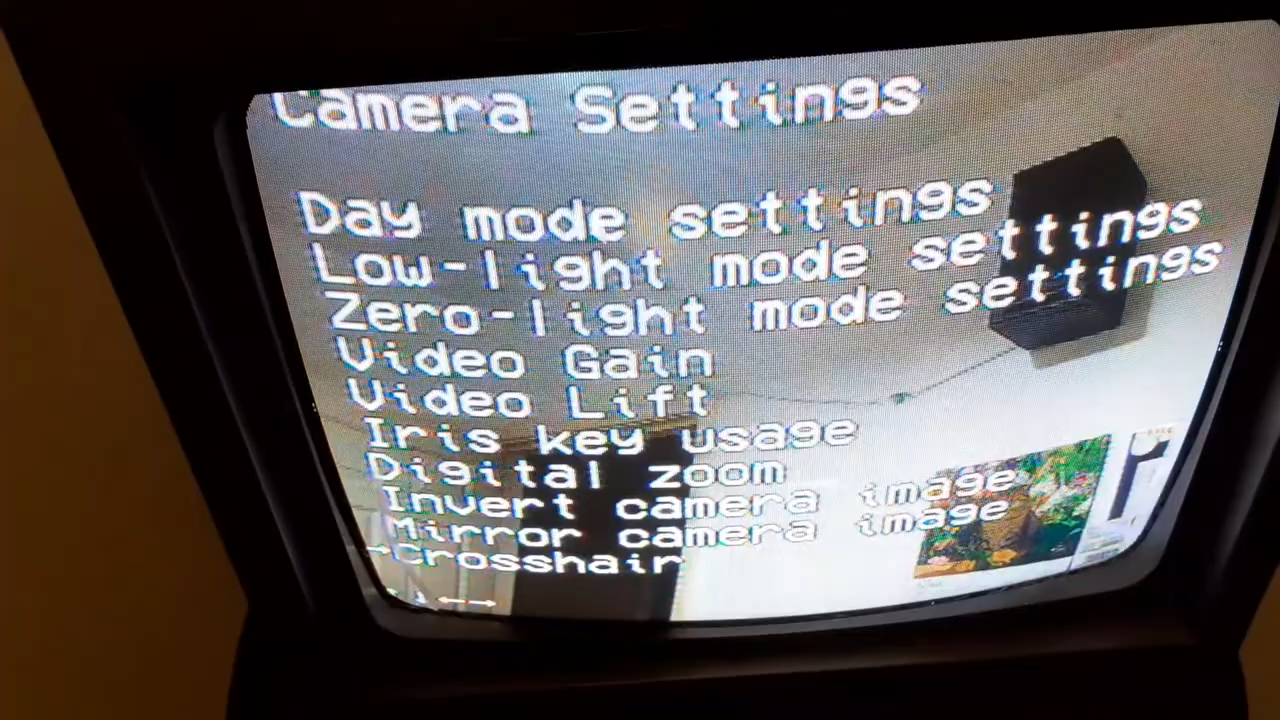 Camera Settings
Day mode settings
Low-light mode settings
Zero-light mode settings
Video Gain
Video Lift
Iris key usage
Digital zoom
Invert camera image
Mirror camera image
→Crosshair